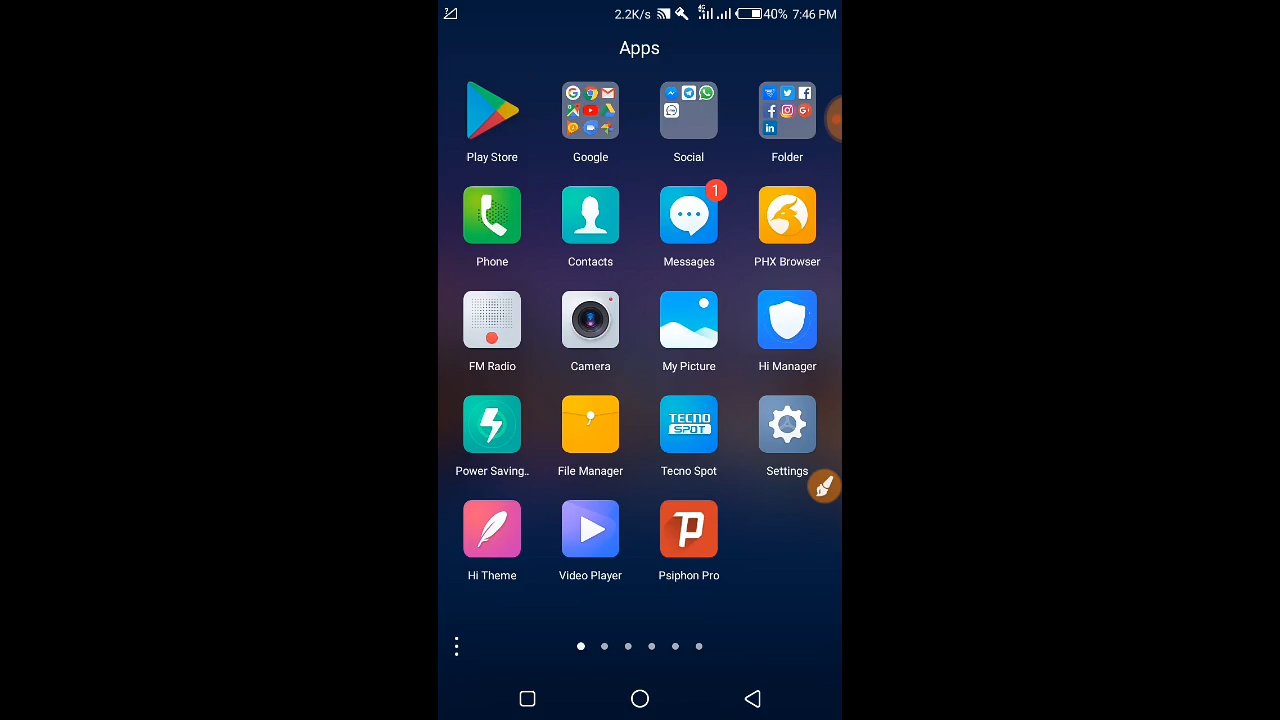 2.2K/s 4G 40% 7:46 PM
Apps
Play Store Google Social Folder
1
Phone Contacts Messages PHX Browser
FM Radio Camera My Picture Hi Manager
TECNO
SPOT
Power Saving.. File Manager Tecno Spot Settings
Hi Theme Video Player Psiphon Pro